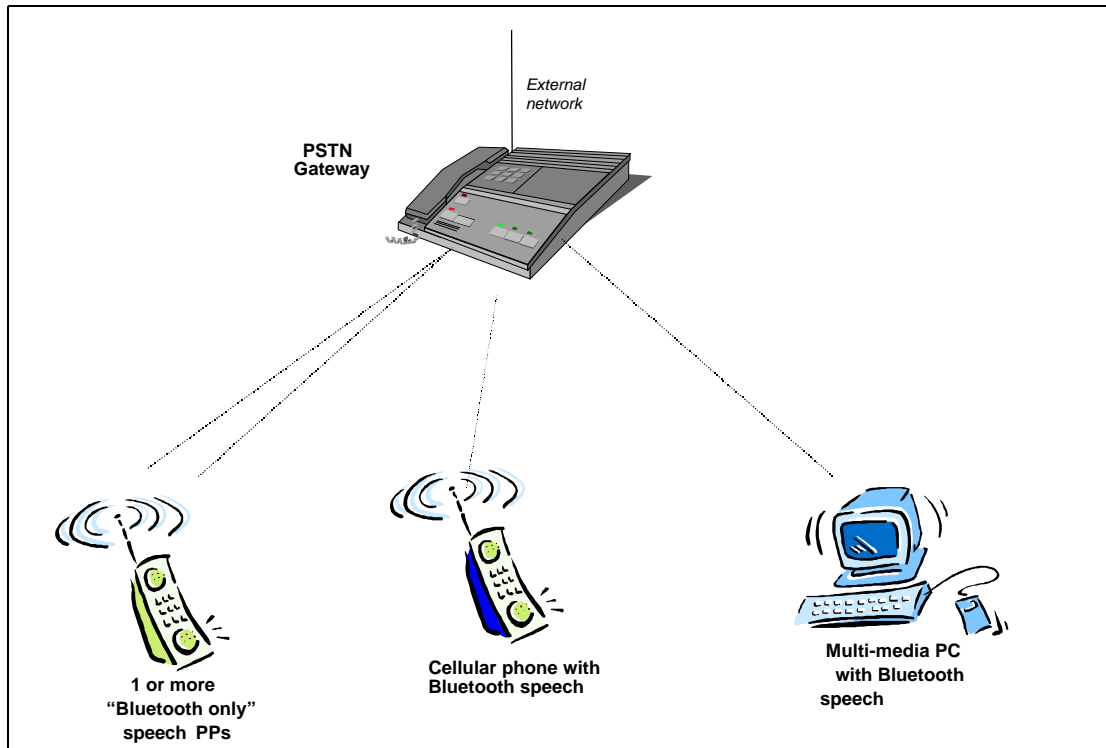 External
network
PSTN
Gateway
Cellular phone with
Bluetooth speech
Multi-media PC
with Bluetooth
speech
1 or more
“Bluetooth only”
speech PPs